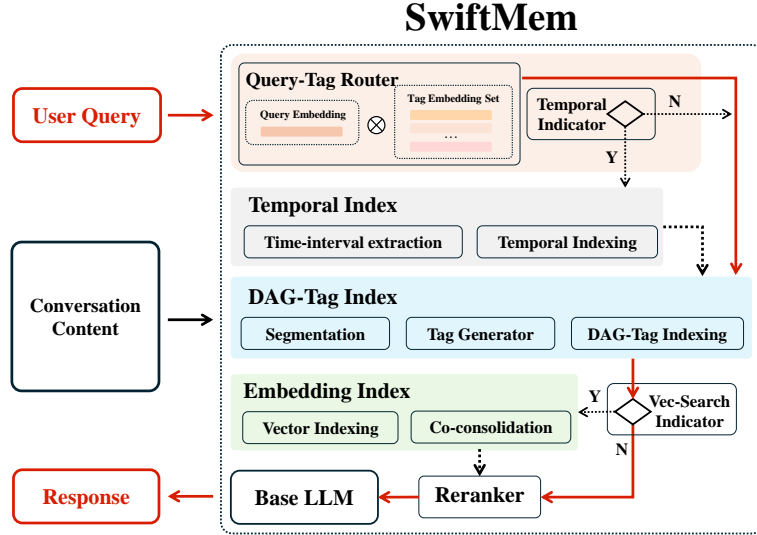 SwiftMem
Query-Tag Router
User Query
Query Embedding
Tag Embedding Set
...
Temporal
Indicator
N
Y
Temporal Index
Time-interval extraction
Temporal Indexing
Conversation
Content
DAG-Tag Index
Segmentation
Tag Generator
DAG-Tag Indexing
Embedding Index
Vector Indexing
Co-consolidation
Y
Vec-Search
Indicator
N
Response
Base LLM
Reranker